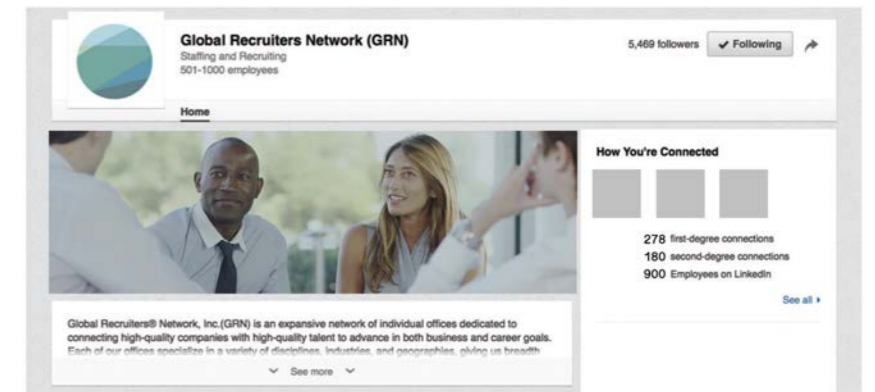 Global Recruiters Network (GRN)
Staffing and Recruiting
501-1000 employees
5,469 followers
Following
Home
How You're Connected
278 first-degree connections
180 second-degree connections
900 Employees on LinkedIn
See all
Global Recruiters® Network, Inc.(GRN) is an expansive network of individual offices dedicated to
connecting high-quality companies with high-quality talent to advance in both business and career goals.
Each of our offices specialize in a variety of disciplines, industries, and geographies, giving us breadth
See more